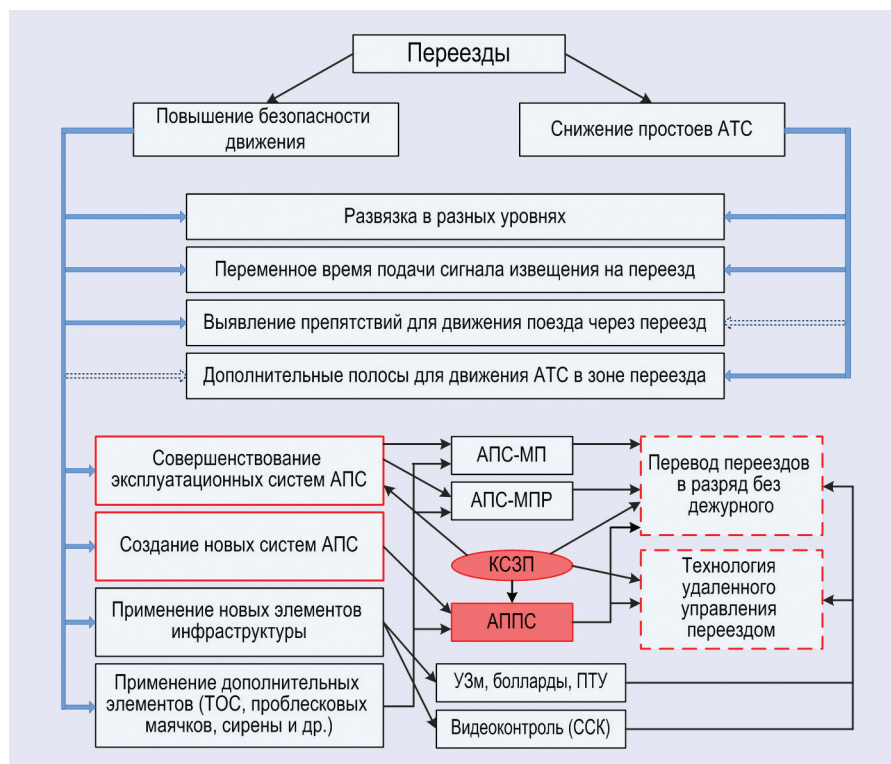 Переезды
Повышение безопасности
движения
Снижение простоев АТС
Развязка в разных уровнях
Переменное время подачи сигнала извещения на переезд
Выявление препятствий для движения поезда через переезд
Дополнительные полосы для движения АТС в зоне переезда
Совершенствование
эксплуатационных систем АПС
АПС-МП
Перевод переездов
в разряд без
дежурного
АПС-МПР
Создание новых систем АПС
КСЗП
Технология
удаленного
управления
переездом
АППС
Применение новых элементов
инфраструктуры
УЗм, болларды, ПТУ
Применение дополнительных
элементов (ТОС, проблесковых
маячков, сирены и др.)
Видеоконтроль (ССК)